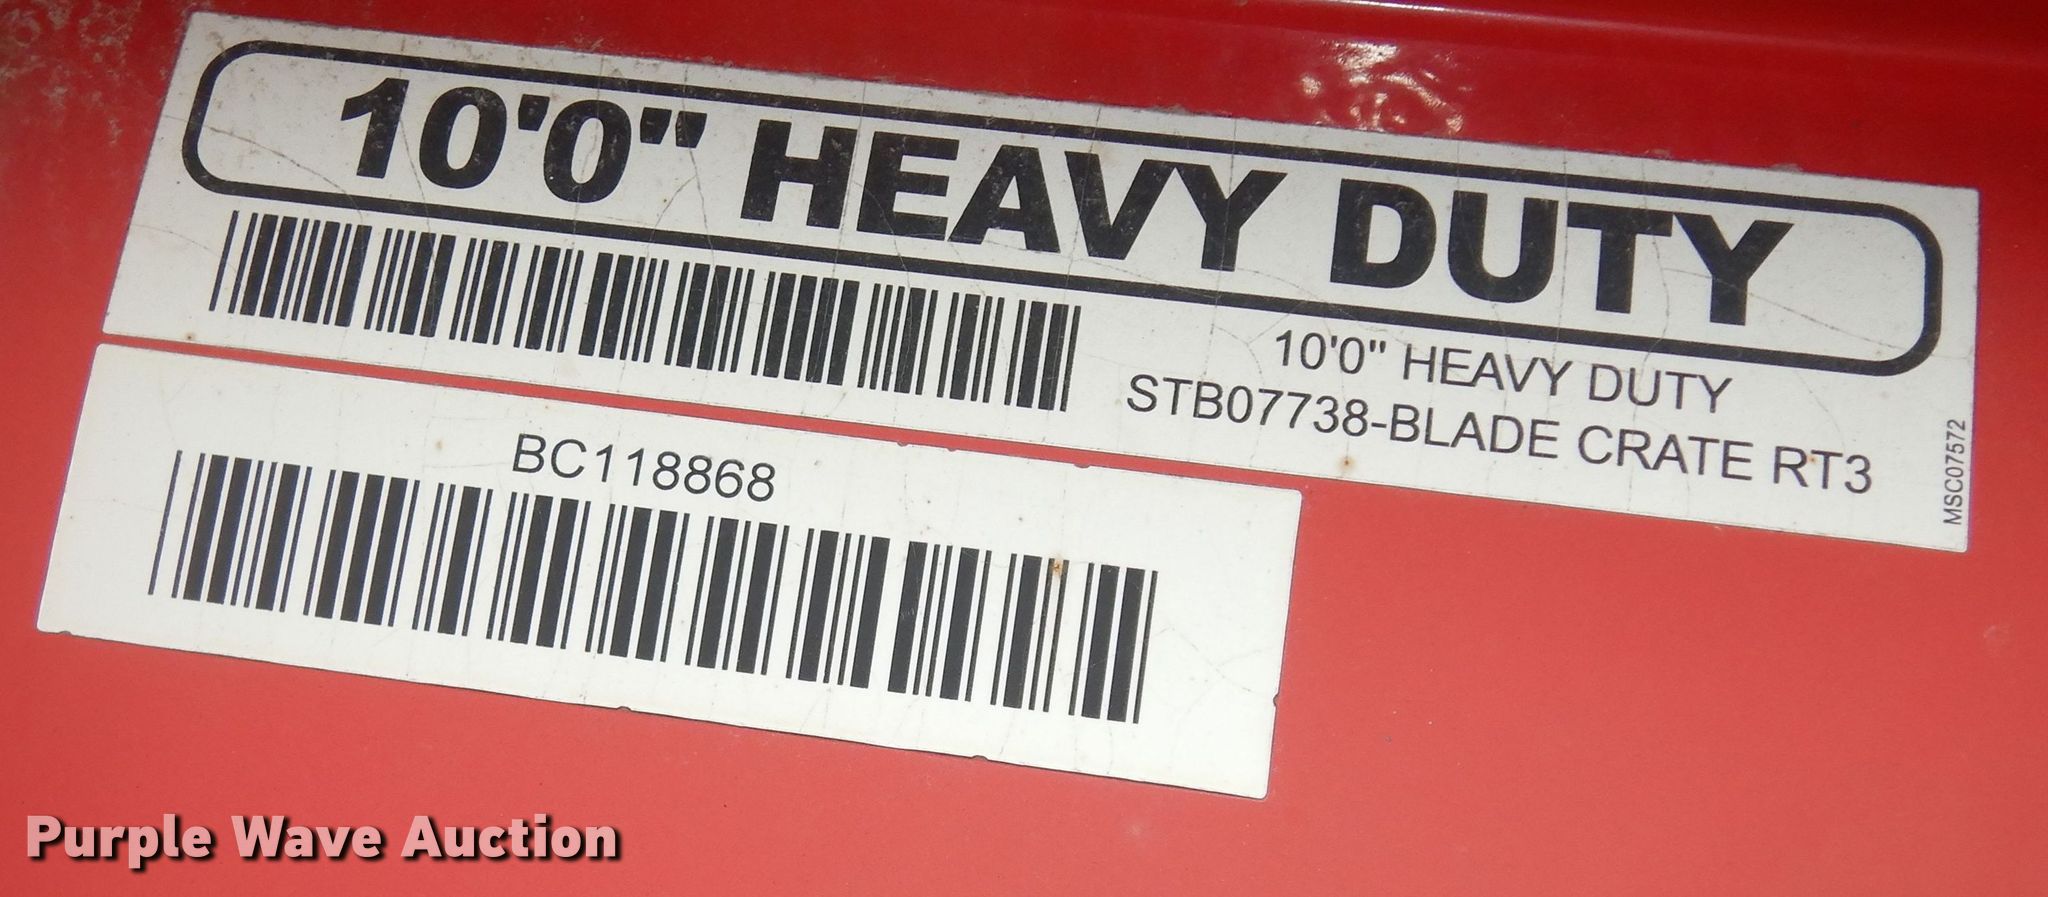 10'0" HEAVY DUTY
10'0" HEAVY DUTY
STB07738-BLADE CRATE RT3
MSC07572
BC118868
Purple Wave Auction